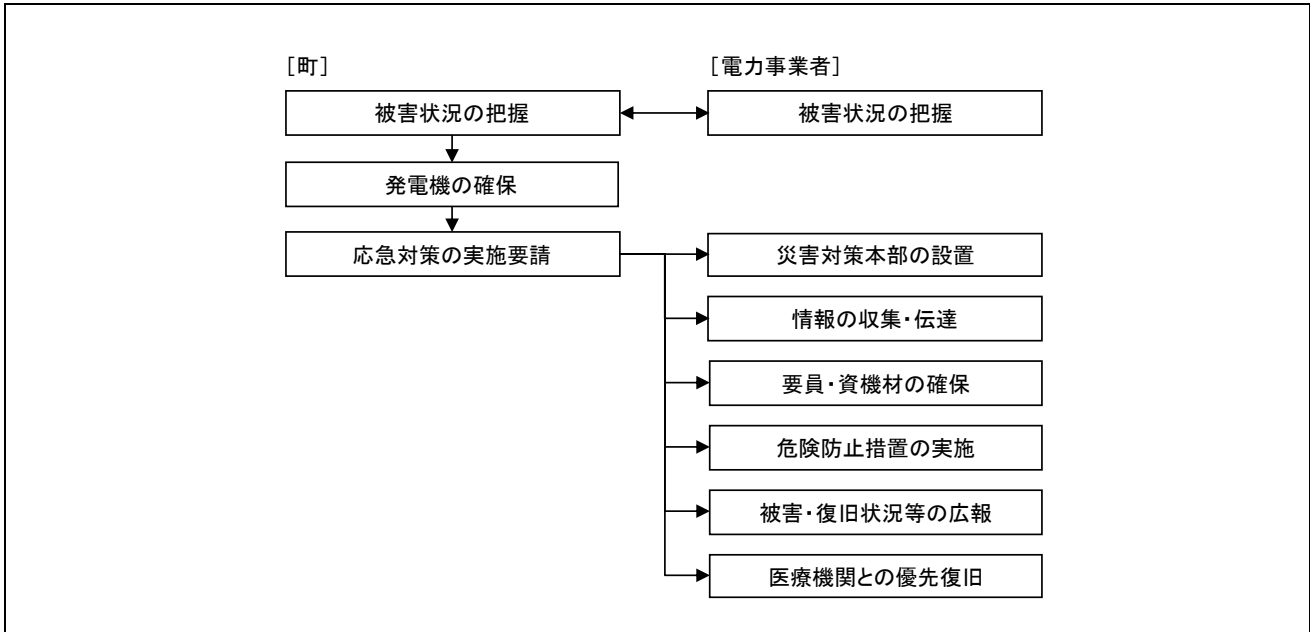 [町]
[電力事業者]
被害状況の把握
被害状況の把握
発電機の確保
応急対策の実施要請
災害対策本部の設置
情報の収集・伝達
要員・資機材の確保
危険防止措置の実施
被害・復旧状況等の広報
医療機関との優先復旧